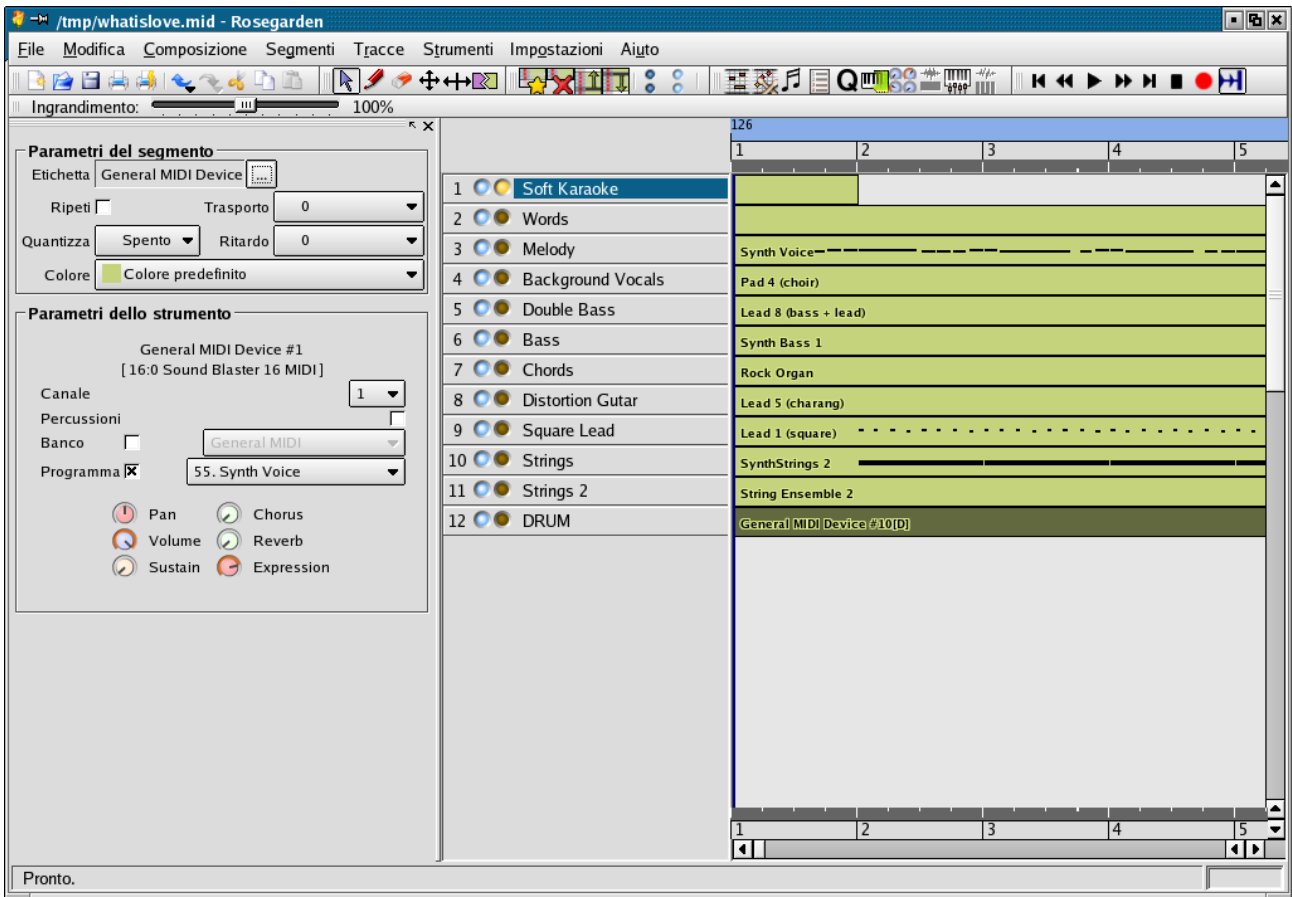 /tmp/whatislove.mid - Rosegarden
File Modifica Composizione Segmenti Tracce Strumenti Impostazioni Aiuto
Ingrandimento: 100%
Parametri del segmento
Etichetta General MIDI Device ...
Ripeti Trasporto 0
Quantizza Spento Ritardo 0
Colore Colore predefinito
Parametri dello strumento
General MIDI Device #1
[ 16:0 Sound Blaster 16 MIDI ]
Canale 1
Percussioni
Banco General MIDI
Programma 55. Synth Voice
Pan Chorus
Volume Reverb
Sustain Expression
126
1 2 3 4 5
1 Soft Karaoke
2 Words
3 Melody Synth Voice
4 Background Vocals Pad 4 (choir)
5 Double Bass Lead 8 (bass + lead)
6 Bass Synth Bass 1
7 Chords Rock Organ
8 Distortion Gutar Lead 5 (charang)
9 Square Lead Lead 1 (square)
10 Strings SynthStrings 2
11 Strings 2 String Ensemble 2
12 DRUM General MIDI Device #10[D]
1 2 3 4 5
Pronto.